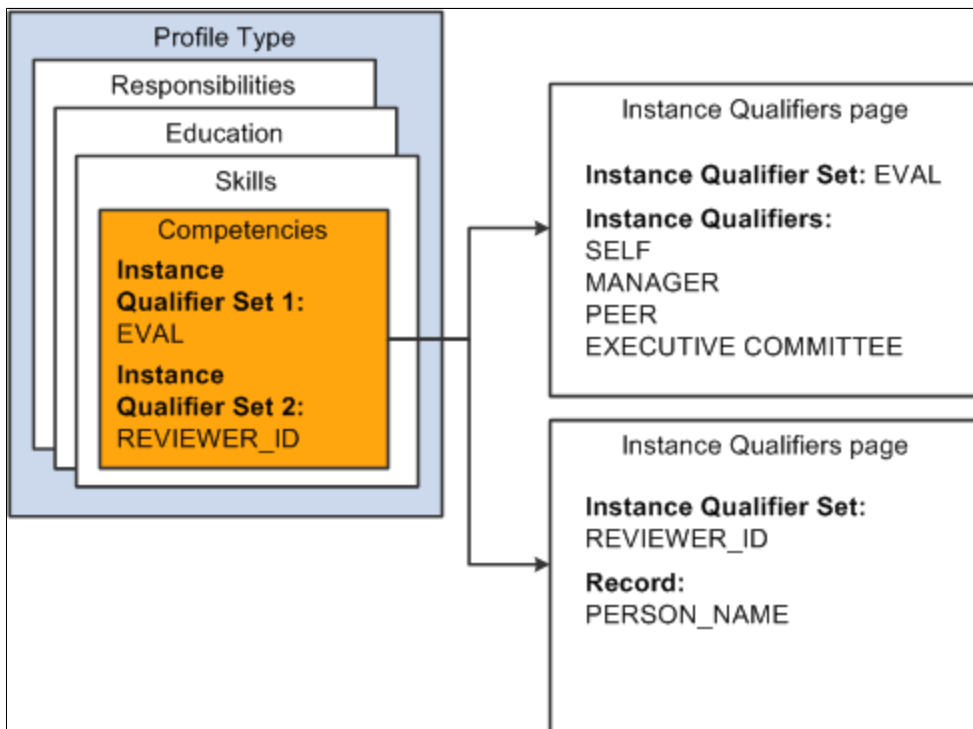 Profile Type
Responsibilities
Education
Skills
Competencies
Instance
Qualifier Set 1:
EVAL
Instance
Qualifier Set 2:
REVIEWER_ID
Instance Qualifiers page
Instance Qualifier Set: EVAL
Instance Qualifiers:
SELF
MANAGER
PEER
EXECUTIVE COMMITTEE
Instance Qualifiers page
Instance Qualifier Set:
REVIEWER_ID
Record:
PERSON_NAME